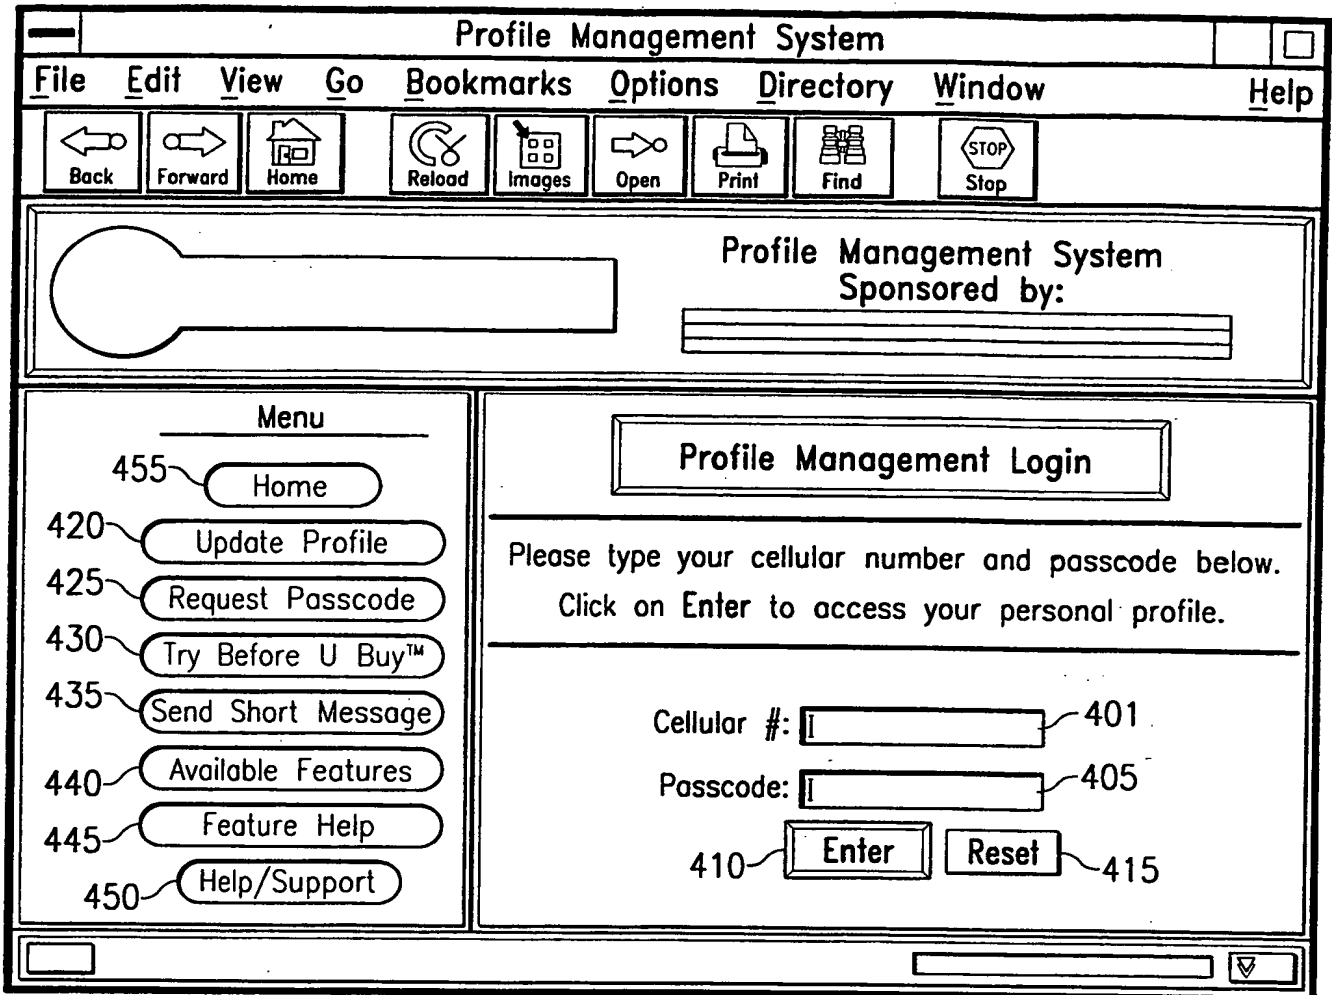 Profile Management System
File Edit View Go Bookmarks Options Directory Window Help
Back Forward Home Reload Images Open Print Find STOP Stop
Profile Management System
Sponsored by:
Menu
455 Home
420 Update Profile
425 Request Passcode
430 Try Before U Buy™
435 Send Short Message
440 Available Features
445 Feature Help
450 Help/Support
Profile Management Login
Please type your cellular number and passcode below.
Click on Enter to access your personal profile.
Cellular #: 401
Passcode: 405
410 Enter Reset 415